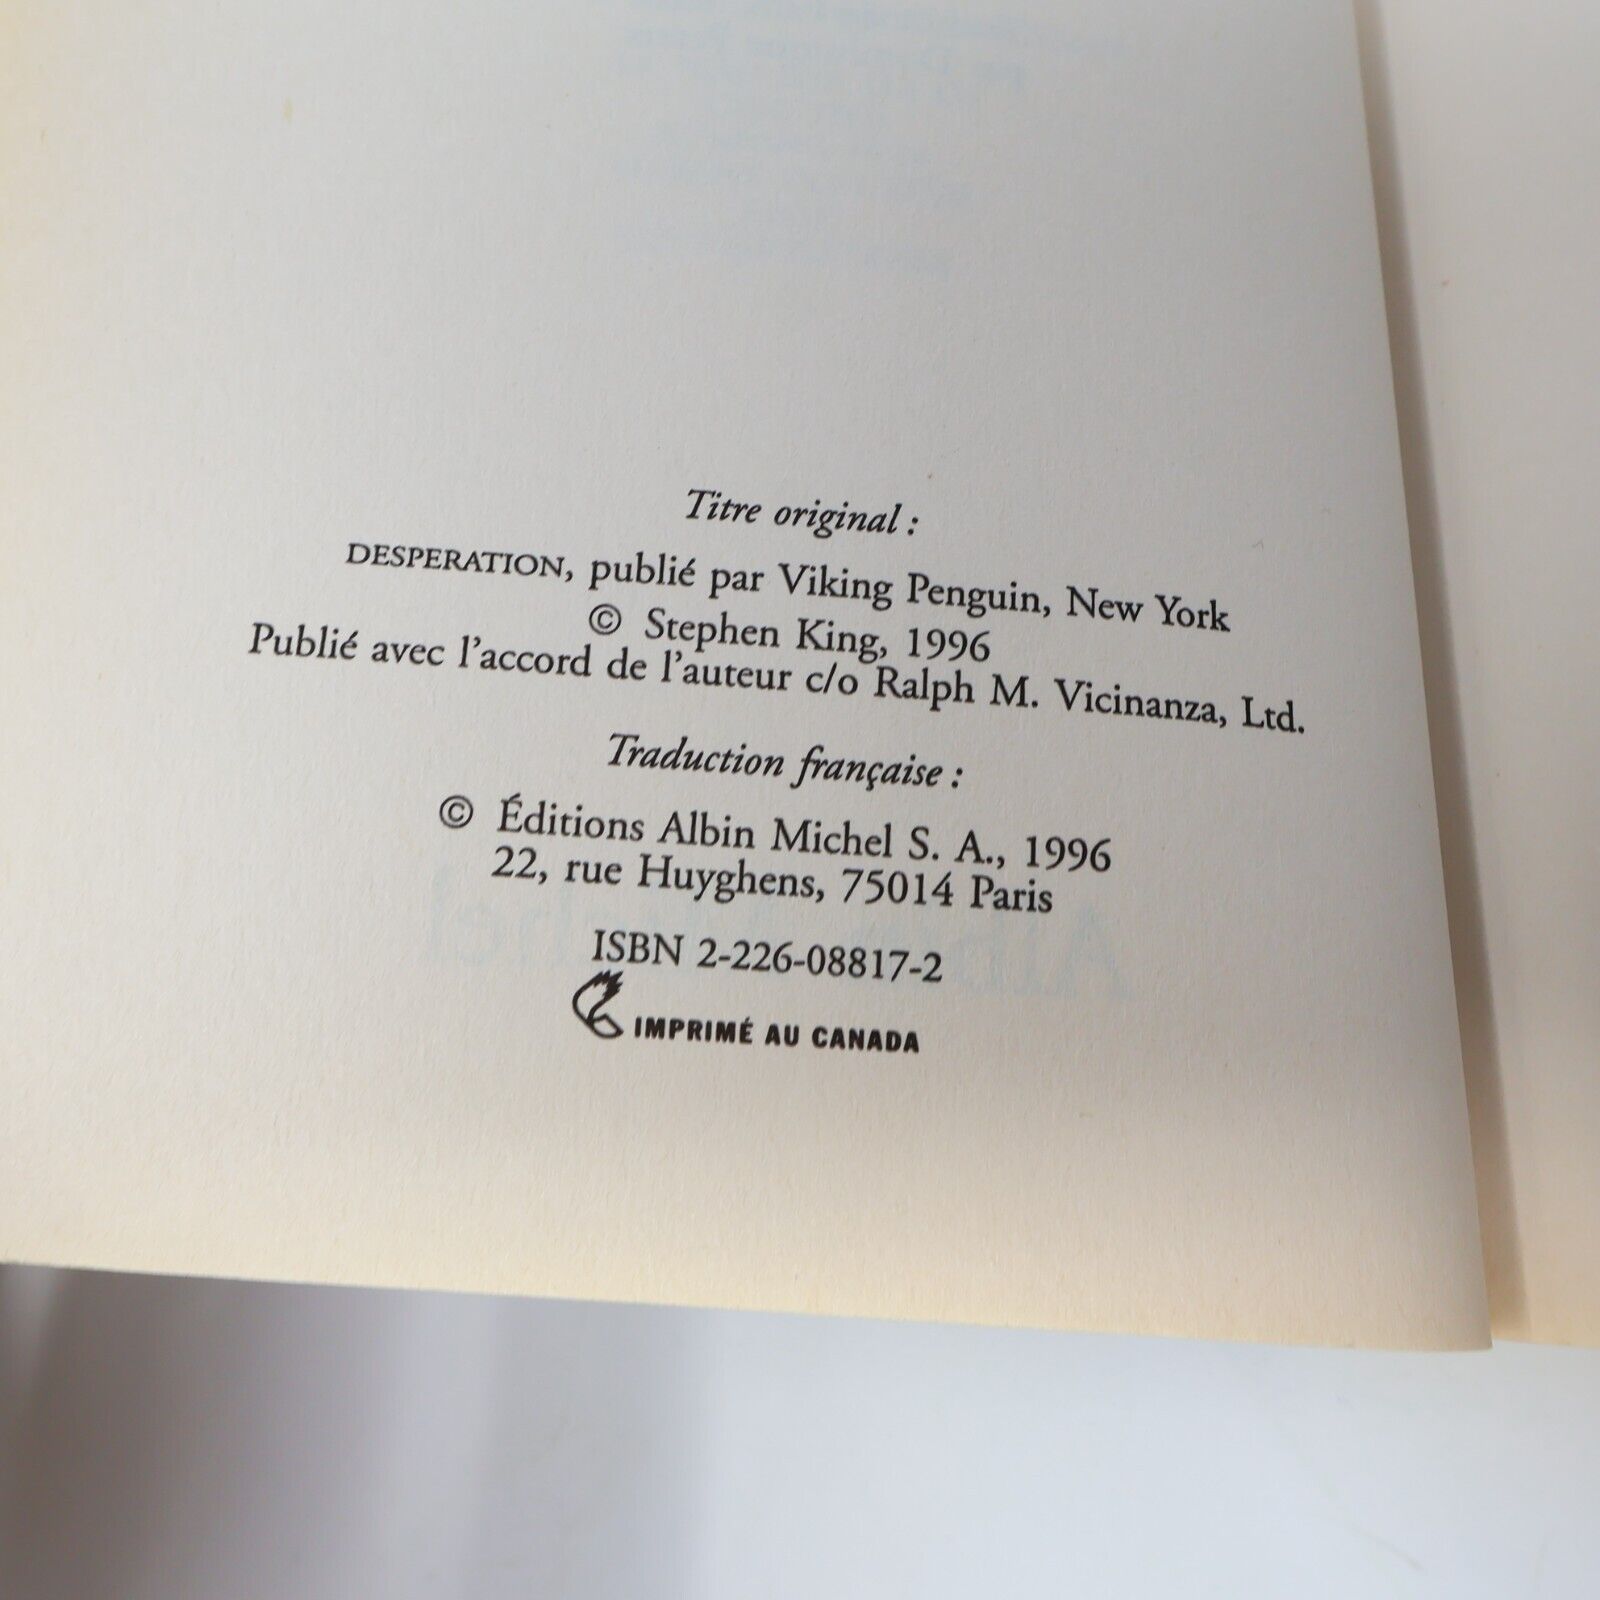 Titre original :
DESPERATION, publié par Viking Penguin, New York
© Stephen King, 1996
Publié avec l'accord de l'auteur c/o Ralph M. Vicinanza, Ltd.
Traduction française :
© Éditions Albin Michel S. A., 1996
22, rue Huyghens, 75014 Paris
ISBN 2-226-08817-2
IMPRIMÉ AU CANADA